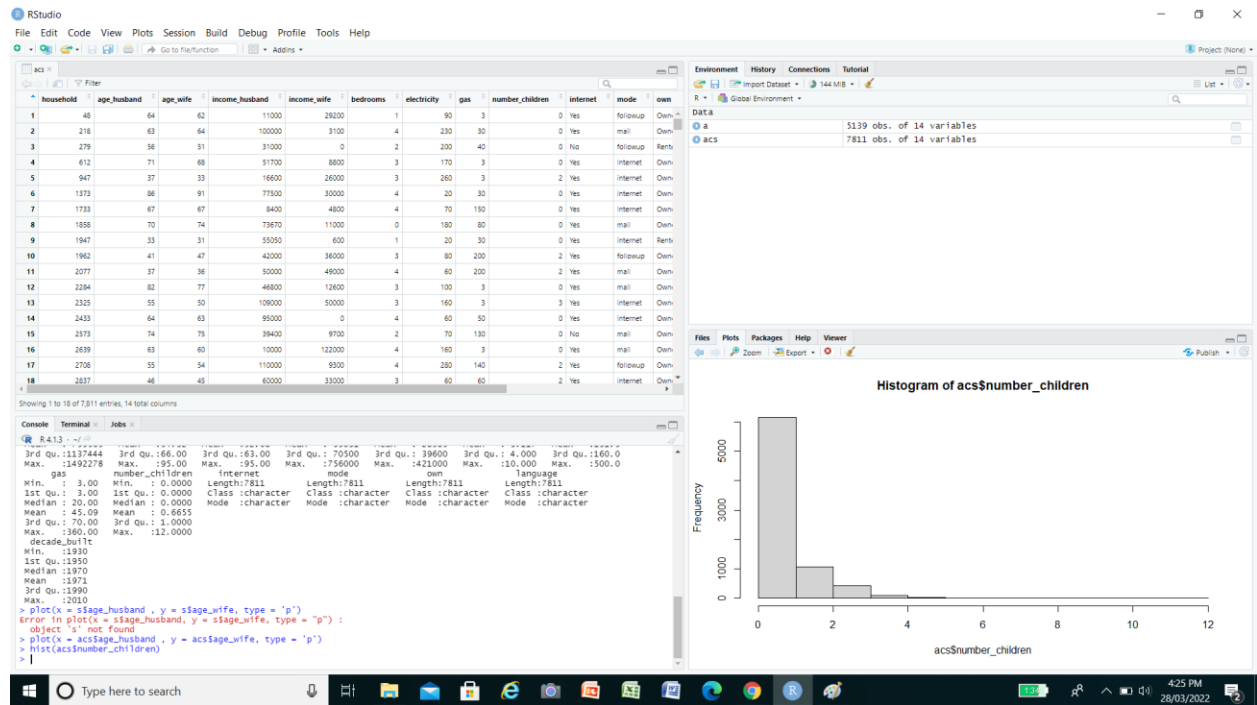 RStudio
File Edit Code View Plots Session Build Debug Profile Tools Help
Go to file/function Addins Project: (None)
acs
Filter
household age_husband age_wife income_husband income_wife bedrooms electricity gas number_children internet mode own
1 48 64 62 11000 29200 1 90 3 0 Yes followup Own
2 218 63 64 100000 3100 4 230 30 0 Yes mail Own
3 279 56 51 31000 0 2 200 40 0 No followup Rent
4 612 71 68 51700 8800 3 170 3 0 Yes internet Own
5 947 37 33 16600 26000 3 260 3 2 Yes internet Own
6 1373 86 91 77500 30000 4 20 30 0 Yes internet Own
7 1733 67 67 8400 4800 4 70 150 0 Yes internet Own
8 1858 70 74 73670 11000 0 180 80 0 Yes mail Own
9 1947 33 31 55050 600 1 20 30 0 Yes internet Rent
10 1962 41 47 42000 36000 3 80 200 2 Yes followup Own
11 2077 37 36 50000 49000 4 60 200 2 Yes mail Own
12 2284 82 77 46800 12600 3 100 3 0 Yes mail Own
13 2325 55 50 109000 50000 3 160 3 3 Yes internet Own
14 2433 64 63 95000 0 4 60 50 0 Yes internet Own
15 2573 74 75 39400 9700 2 70 130 0 No mail Own
16 2639 63 60 10000 122000 4 160 3 0 Yes mail Own
17 2708 55 54 110000 9300 4 280 140 2 Yes followup Own
18 2837 46 45 60000 33000 3 60 60 2 Yes internet Own
Showing 1 to 18 of 7,811 entries, 14 total columns
Console Terminal Jobs
R 4.1.3 · ~/
3rd Qu.:1137444 3rd Qu.:66.00 3rd Qu.:63.00 3rd Qu.: 70500 3rd Qu.: 39600 3rd Qu.: 4.000 3rd Qu.:160.0
Max. :1492278 Max. :95.00 Max. :95.00 Max. :756000 Max. :421000 Max. :10.000 Max. :500.0
gas number_children internet mode own language
Min. : 3.00 Min. : 0.0000 Length:7811 Length:7811 Length:7811 Length:7811
1st Qu.: 3.00 1st Qu.: 0.0000 Class :character Class :character Class :character Class :character
Median : 20.00 Median : 0.0000 Mode :character Mode :character Mode :character Mode :character
Mean : 45.09 Mean : 0.6655
3rd Qu.: 70.00 3rd Qu.: 1.0000
Max. :360.00 Max. :12.0000
decade_built
Min. :1930
1st Qu.:1950
Median :1970
Mean :1971
3rd Qu.:1990
Max. :2010
> plot(x = s$age_husband , y = s$age_wife, type = 'p')
Error in plot(x = s$age_husband, y = s$age_wife, type = "p") :
object 's' not found
> plot(x = acs$age_husband , y = acs$age_wife, type = 'p')
> hist(acs$number_children)
>
Environment History Connections Tutorial
Import Dataset 144 MiB List
R Global Environment
Data
a 5139 obs. of 14 variables
acs 7811 obs. of 14 variables
Files Plots Packages Help Viewer
Zoom Export Publish
Histogram of acs$number_children
Frequency
0 1000 3000 5000
0 2 4 6 8 10 12
acs$number_children
Type here to search
4:25 PM
28/03/2022